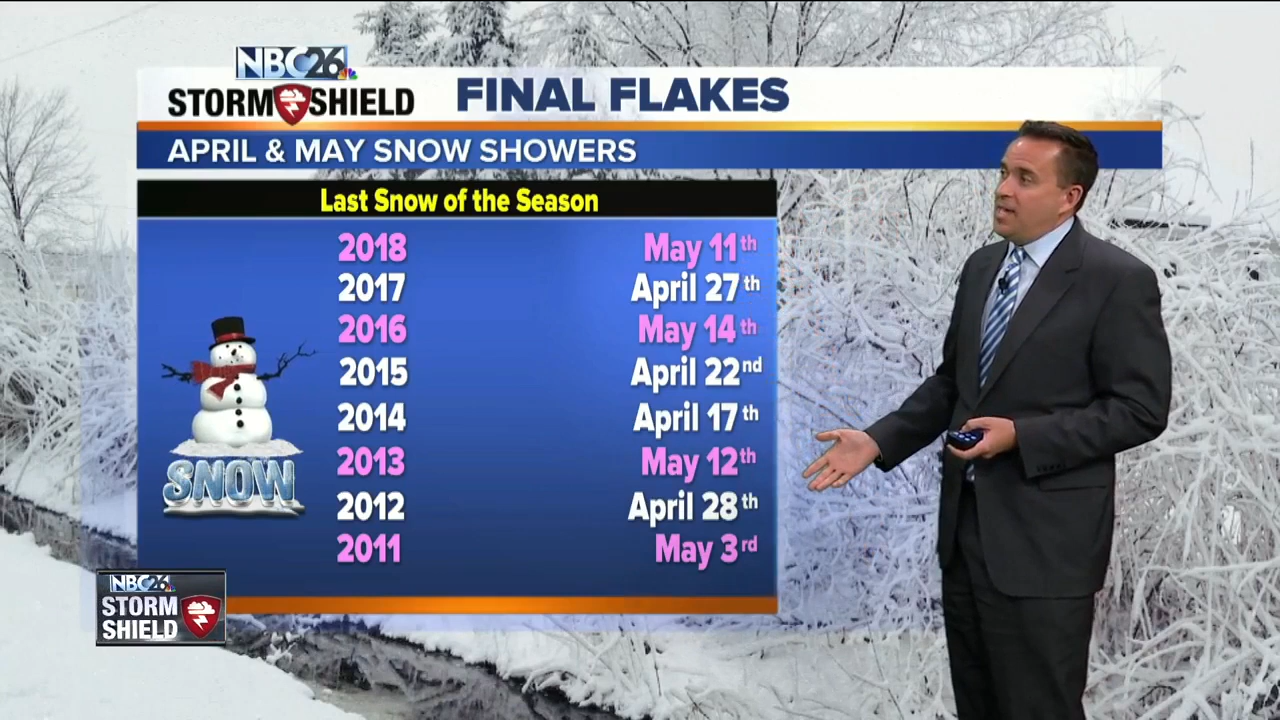 NBC26
STORM SHIELD
FINAL FLAKES
APRIL & MAY SNOW SHOWERS
Last Snow of the Season
2018 May 11th
2017 April 27th
2016 May 14th
2015 April 22nd
2014 April 17th
2013 May 12th
2012 April 28th
2011 May 3rd
SNOW
NBC26
STORM
SHIELD